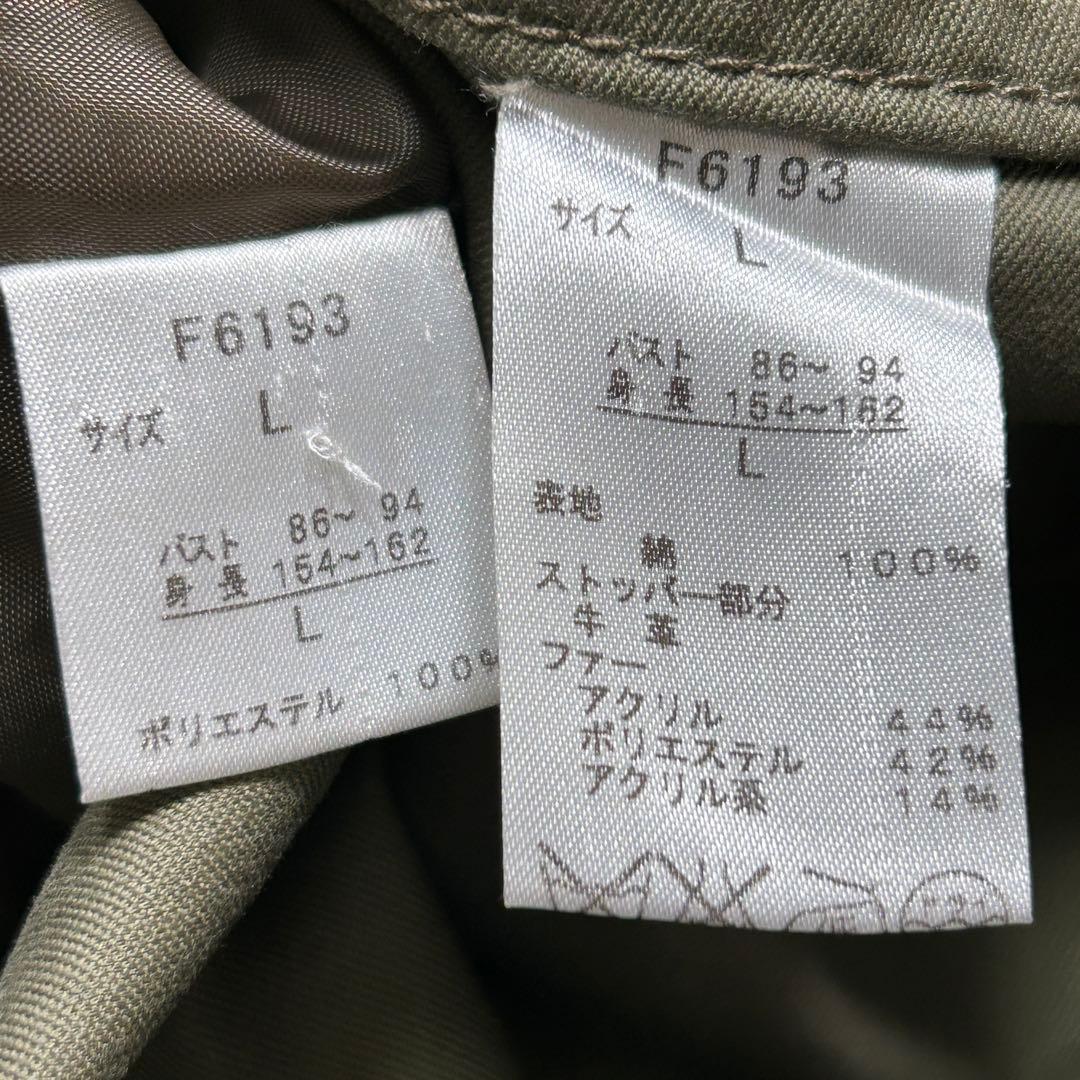 F6193
サイズ L
バスト 86～ 94
身長 154～162
L
ポリエステル 100%
F6193
サイズ L
バスト 86～ 94
身長 154～162
L
表地
綿 100%
ストッパー部分
牛革
ファー
アクリル 44%
ポリエステル 42%
アクリル系 14%